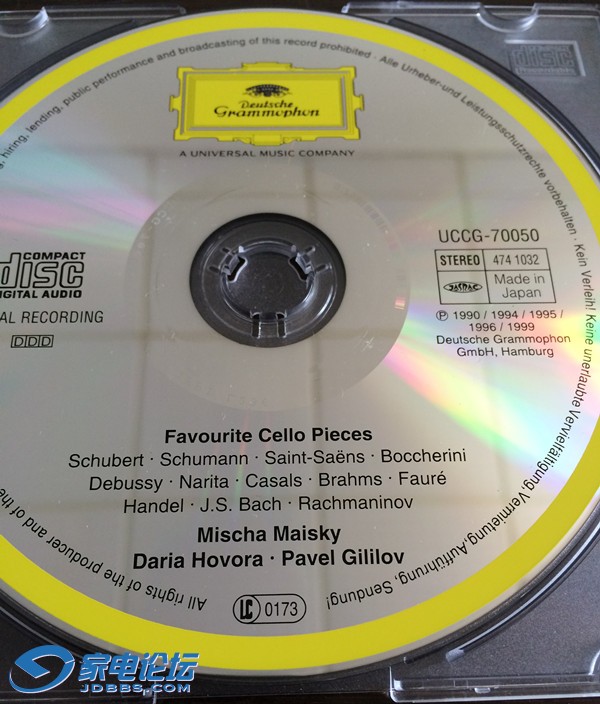 hiring, lending, public performance and broadcasting of this record prohibited · Alle Urheber-und Leistungsschutzrechte vorbehalten · Kein Verleih! Keine unerlaubte Vervielfältigung, Vermietung, Aufführung, Sendung!
Deutsche
Grammophon
A UNIVERSAL MUSIC COMPANY
COMPACT
disc
DIGITAL AUDIO
AL RECORDING
DDD
UCCG-70050
STEREO 474 1032
JASRAC Made in
Japan
℗ 1990 / 1994 / 1995 /
1996 / 1999
Deutsche Grammophon
GmbH, Hamburg
Favourite Cello Pieces
Schubert · Schumann · Saint-Saëns · Boccherini
Debussy · Narita · Casals · Brahms · Fauré
Handel · J.S. Bach · Rachmaninov
Mischa Maisky
Daria Hovora · Pavel Gililov
LC 0173
All rights of the producer and of the
家电论坛
JDBBS.COM